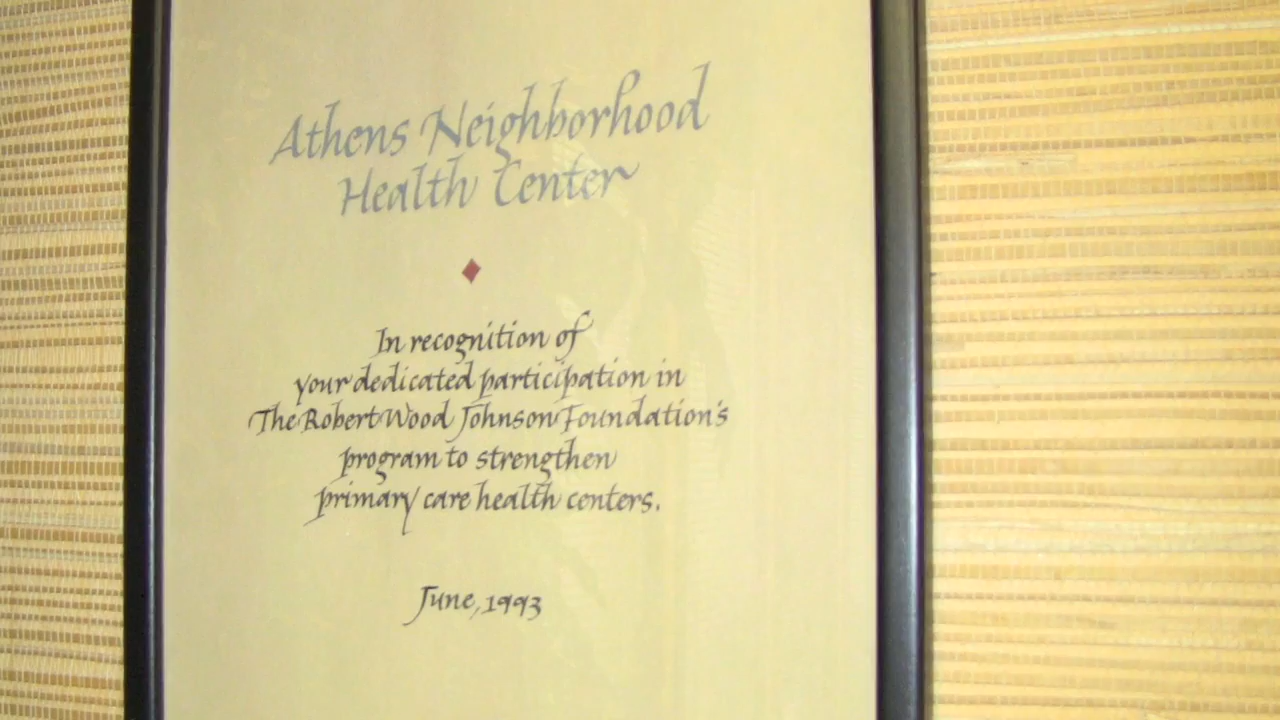 Athens Neighborhood
Health Center
In recognition of
your dedicated participation in
The Robert Wood Johnson Foundation's
program to strengthen
primary care health centers.
June, 1993